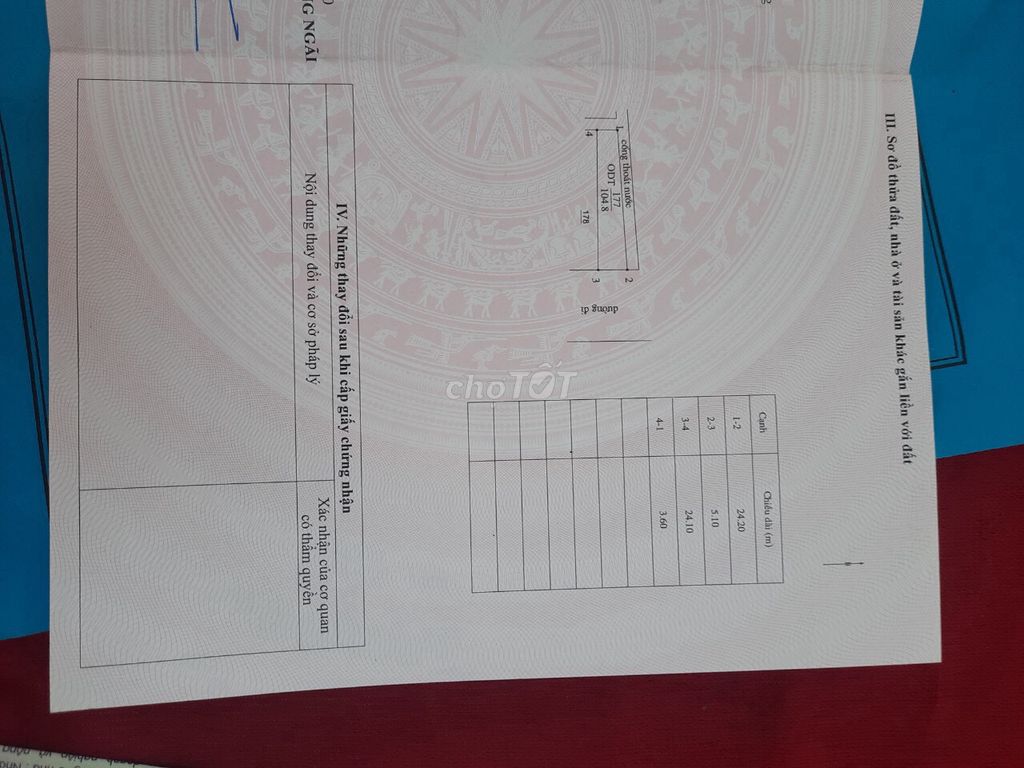 NG NGÃI
III. Sơ đồ thửa đất, nhà ở và tài sản khác gắn liền với đất
1
cống thoát nước
ODT 177
104.8
4
178
2
3
đường đi
Cạnh Chiều dài (m)
1-2 24.20
2-3 5.10
3-4 24.10
4-1 3.60
choTỐT
IV. Những thay đổi sau khi cấp giấy chứng nhận
Nội dung thay đổi và cơ sở pháp lý
Xác nhận của cơ quan
có thẩm quyền